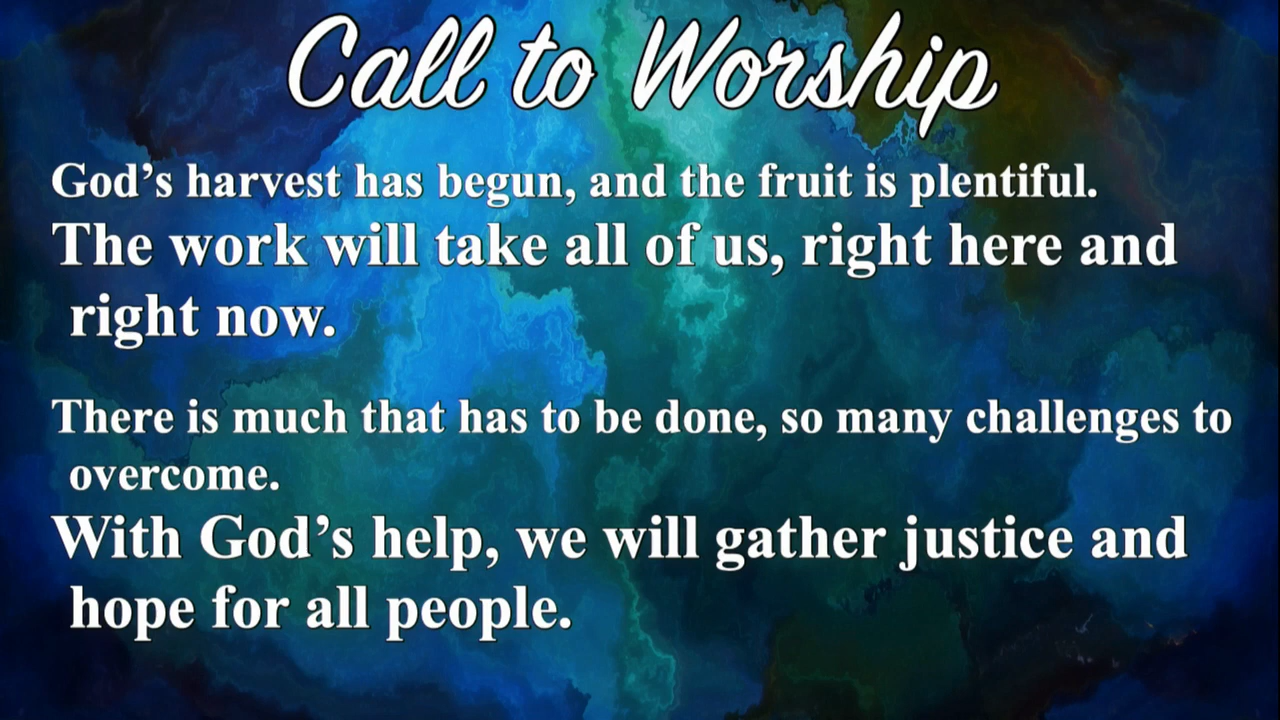 Call to Worship
God’s harvest has begun, and the fruit is plentiful.
The work will take all of us, right here and
right now.
There is much that has to be done, so many challenges to
overcome.
With God’s help, we will gather justice and
hope for all people.